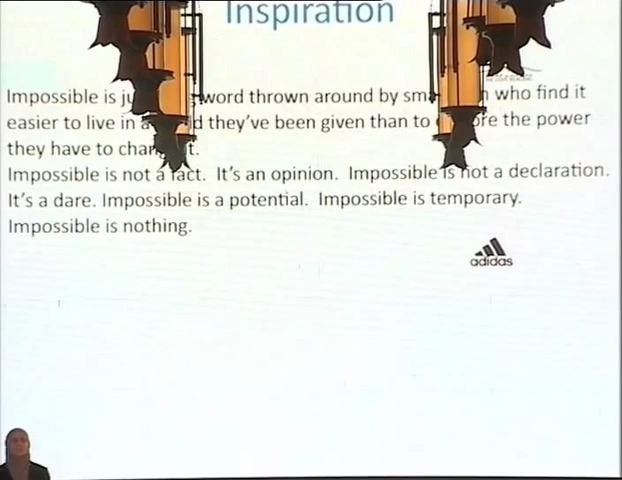 Inspiration
Impossible is word thrown around by who find it
easier to live in they've been given than to the power
they have to
Impossible is not a fact. It's an opinion. Impossible is not a declaration.
It's a dare. Impossible is a potential. Impossible is temporary.
Impossible is nothing.
adidas